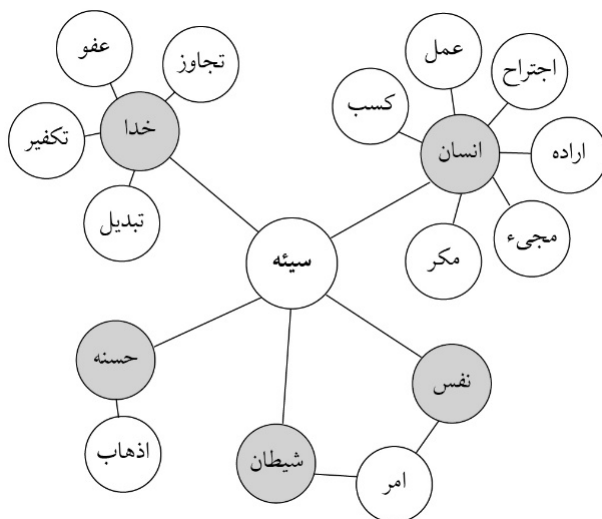 عمل
عفو
تجاوز
اجتراح
کسب
خدا
تکفیر
انسان
اراده
تبدیل
مجیء
مکر
سیئه
حسنه
نفس
اذهاب
شیطان
امر